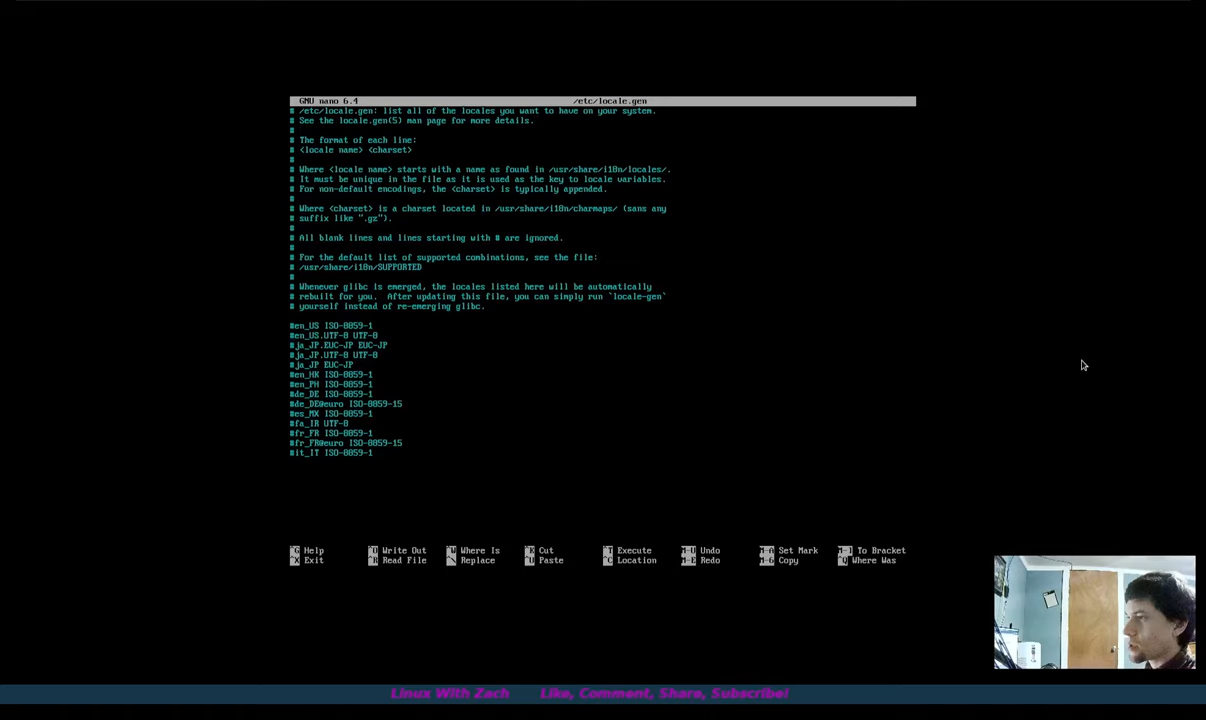 GNU nano 6.4 /etc/locale.gen
# /etc/locale.gen: list all of the locales you want to have on your system.
# See the locale.gen(5) man page for more details.
#
# The format of each line:
# <locale name> <charset>
#
# Where <locale name> starts with a name as found in /usr/share/i18n/locales/.
# It must be unique in the file as it is used as the key to locale variables.
# For non-default encodings, the <charset> is typically appended.
#
# Where <charset> is a charset located in /usr/share/i18n/charmaps/ (sans any
# suffix like ".gz").
#
# All blank lines and lines starting with # are ignored.
#
# For the default list of supported combinations, see the file:
# /usr/share/i18n/SUPPORTED
#
# Whenever glibc is emerged, the locales listed here will be automatically
# rebuilt for you. After updating this file, you can simply run `locale-gen`
# yourself instead of re-emerging glibc.
#en_US ISO-8859-1
#en_US.UTF-8 UTF-8
#ja_JP.EUC-JP EUC-JP
#ja_JP.UTF-8 UTF-8
#ja_JP EUC-JP
#en_HK ISO-8859-1
#en_PH ISO-8859-1
#de_DE ISO-8859-1
#de_DE@euro ISO-8859-15
#es_MX ISO-8859-1
#fa_IR UTF-8
#fr_FR ISO-8859-1
#fr_FR@euro ISO-8859-15
#it_IT ISO-8859-1
^G Help ^O Write Out ^W Where Is ^K Cut ^T Execute M-U Undo M-A Set Mark M-] To Bracket
^X Exit ^R Read File ^\ Replace ^U Paste ^C Location M-E Redo M-6 Copy ^Q Where Was
Linux With Zach Like, Comment, Share, Subscribe!